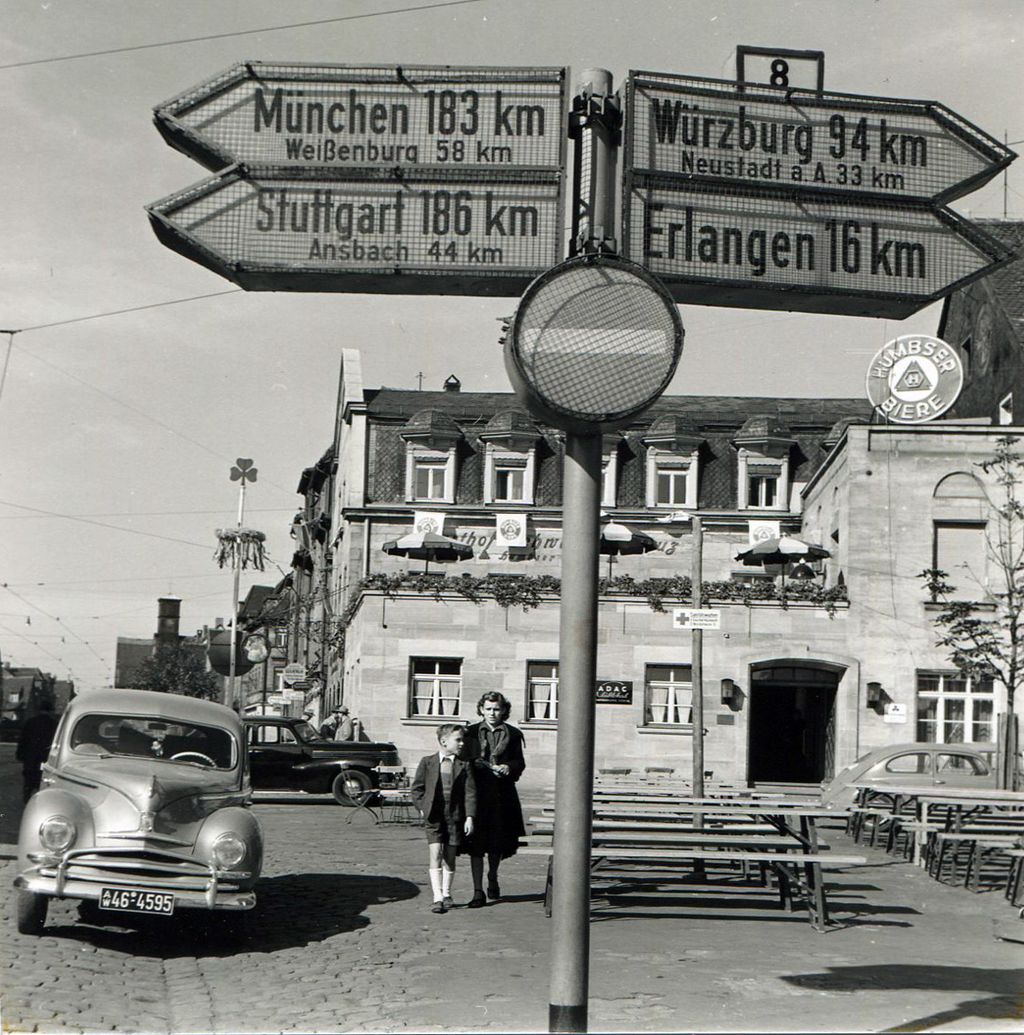 München 183 km
Weißenburg 58 km
Stuttgart 186 km
Ansbach 44 km
8
Würzburg 94 km
Neustadt a.A. 33 km
Erlangen 16 km
HUMBSER
H
BIERE
ADAC
AW 46*4595